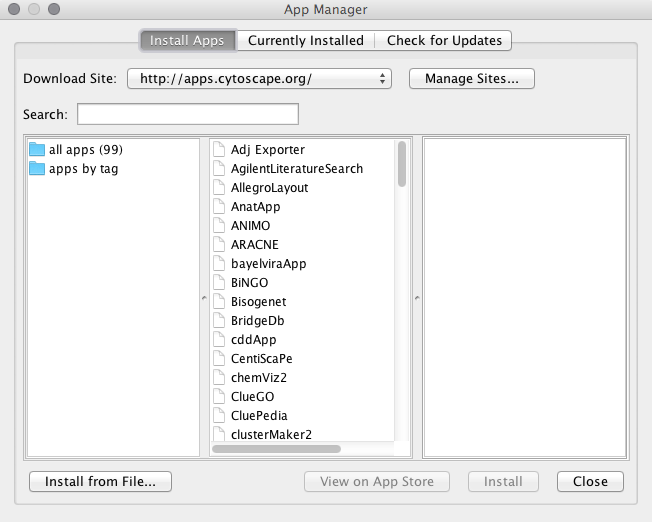 App Manager
Install Apps Currently Installed Check for Updates
Download Site: http://apps.cytoscape.org/ Manage Sites...
Search:
all apps (99)
apps by tag
Adj Exporter
AgilentLiteratureSearch
AllegroLayout
AnatApp
ANIMO
ARACNE
bayelviraApp
BiNGO
Bisogenet
BridgeDb
cddApp
CentiScaPe
chemViz2
ClueGO
CluePedia
clusterMaker2
Install from File... View on App Store Install Close